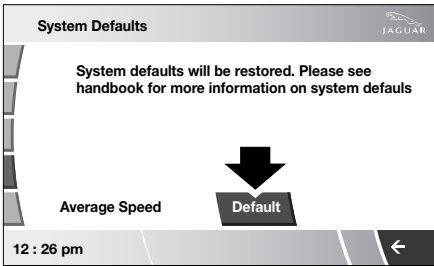 System Defaults
JAGUAR
System defaults will be restored. Please see
handbook for more information on system defauls
Average Speed
Default
12 : 26 pm